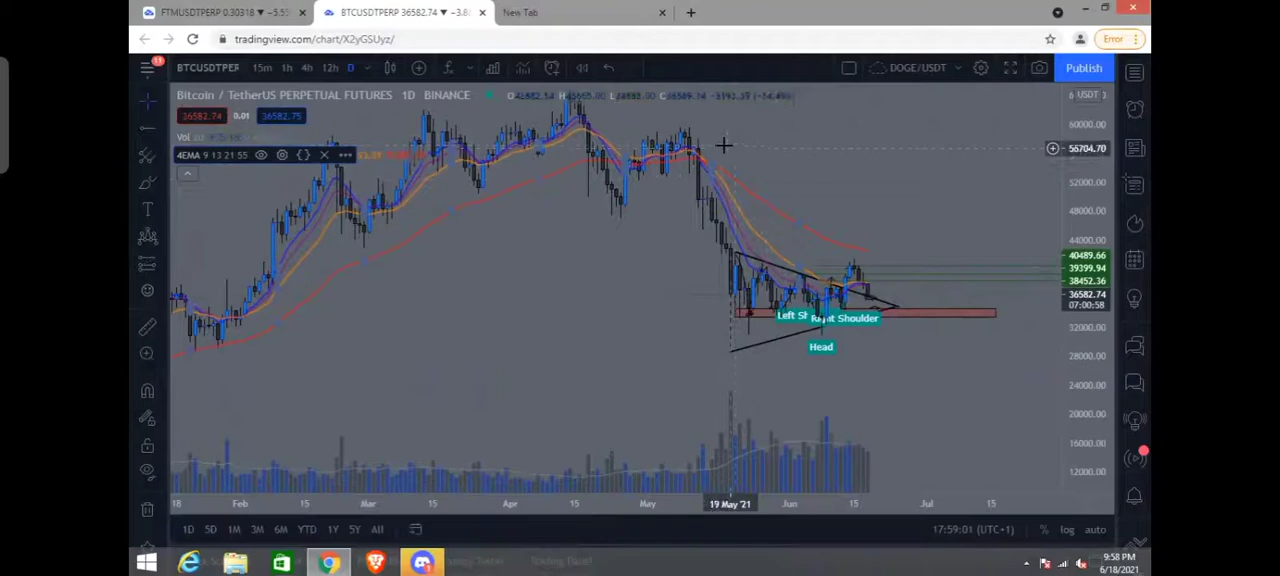 FTMUSDTPERP 0.30318 ▼ −5.55
BTCUSDTPERP 36582.74 ▼ −3.8
New Tab
tradingview.com/chart/X2yGSUyz/
Error
11
BTCUSDTPER 15m 1h 4h 12h D
DOGE/USDT
Publish
Bitcoin / TetherUS PERPETUAL FUTURES 1D BINANCE
USDT
36582.74 0.01 36582.75
Vol
4EMA 9 13 21 55
60000.00
56704.70
52000.00
48000.00
44000.00
40489.66
39399.94
38452.36
36582.74
07:00:58
32000.00
28000.00
24000.00
20000.00
16000.00
12000.00
Left Sh
Right Shoulder
Head
18 Feb 15 Mar 15 Apr 15 May 19 May '21 Jun 15 Jul 15
1D 5D 1M 3M 6M YTD 1Y 5Y All
17:59:01 (UTC+1) % log auto
9:58 PM
6/18/2021